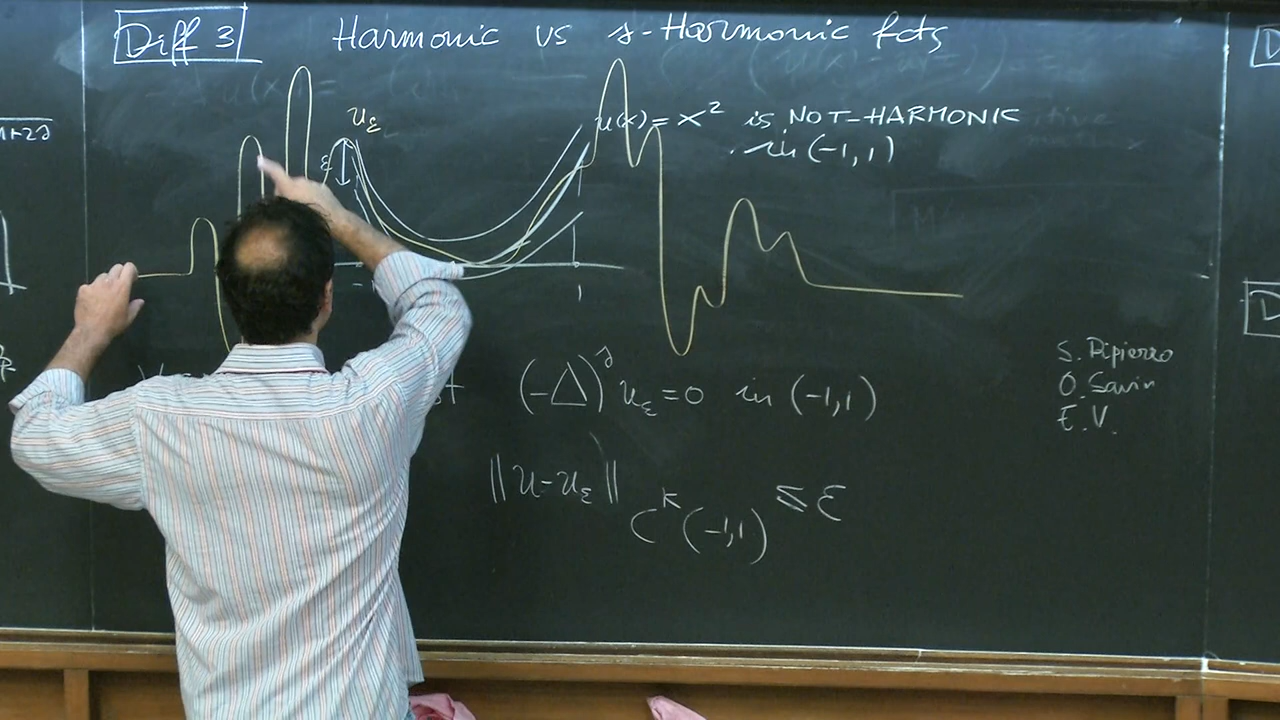 Diff 3 Harmonic vs s-Harmonic fcts
u_ε
u(x) = x² is NOT-HARMONIC
in (-1,1)
ε
1
S. Dipierro
(-Δ)^s u_ε = 0 in (-1,1)
O. Savin
E. V.
‖u-u_ε‖_{C^k(-1,1)} ≤ ε